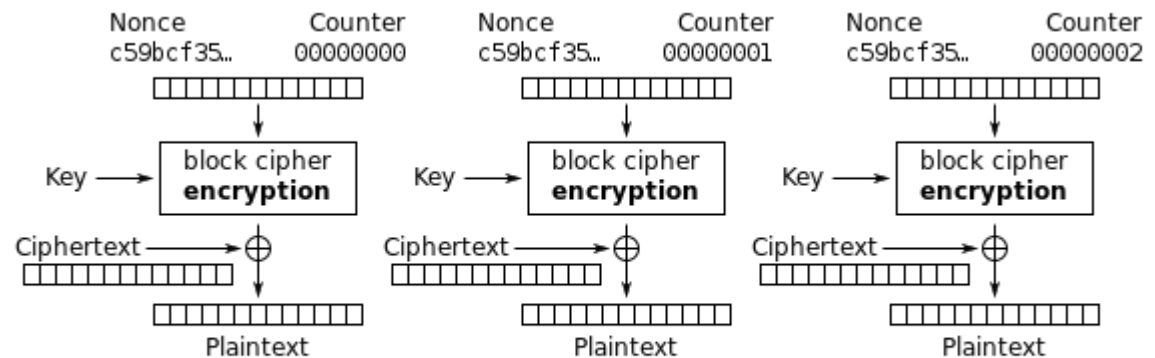 Nonce Counter Nonce Counter Nonce Counter
c59bcf35… 00000000 c59bcf35… 00000001 c59bcf35… 00000002
block cipher block cipher block cipher
Key encryption Key encryption Key encryption
Ciphertext Ciphertext Ciphertext
Plaintext Plaintext Plaintext